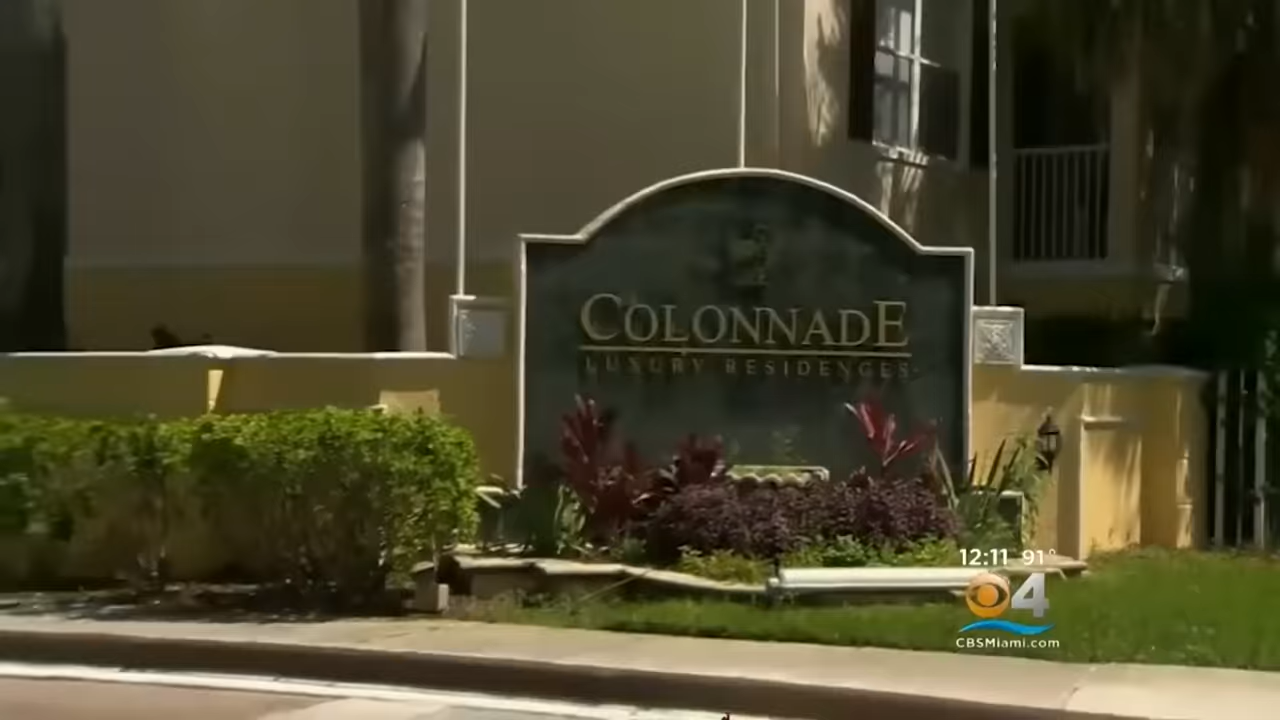 COLONNADE
LUXURY RESIDENCES
12:11 91°
4
CBSMiami.com